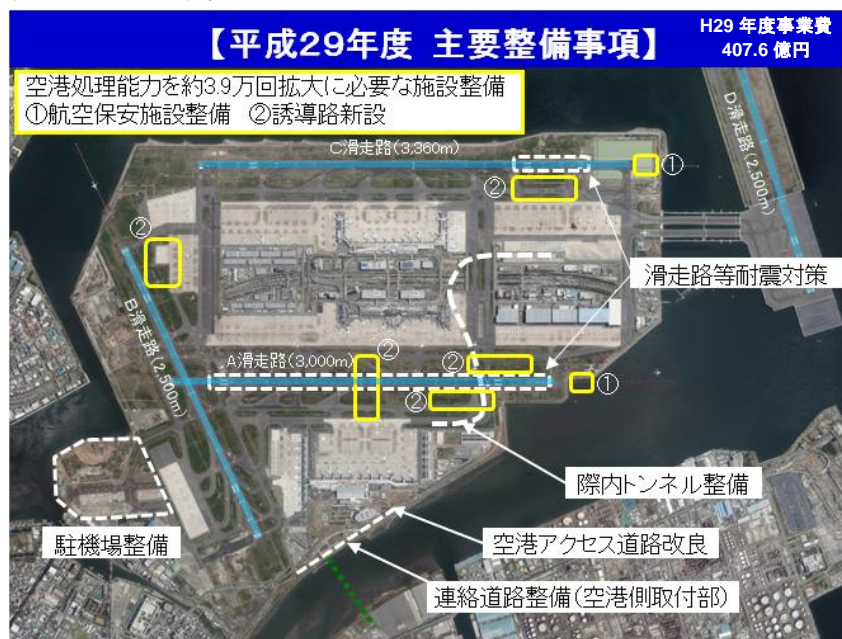 【平成29年度 主要整備事項】
H29 年度事業費
407.6 億円
空港処理能力を約3.9万回拡大に必要な施設整備
①航空保安施設整備 ②誘導路新設
C滑走路(3,360m)
D滑走路(2,500m)
①
②
②
滑走路等耐震対策
B滑走路(2,500m)
A滑走路(3,000m)
②
②
①
②
際内トンネル整備
駐機場整備
空港アクセス道路改良
連絡道路整備(空港側取付部)